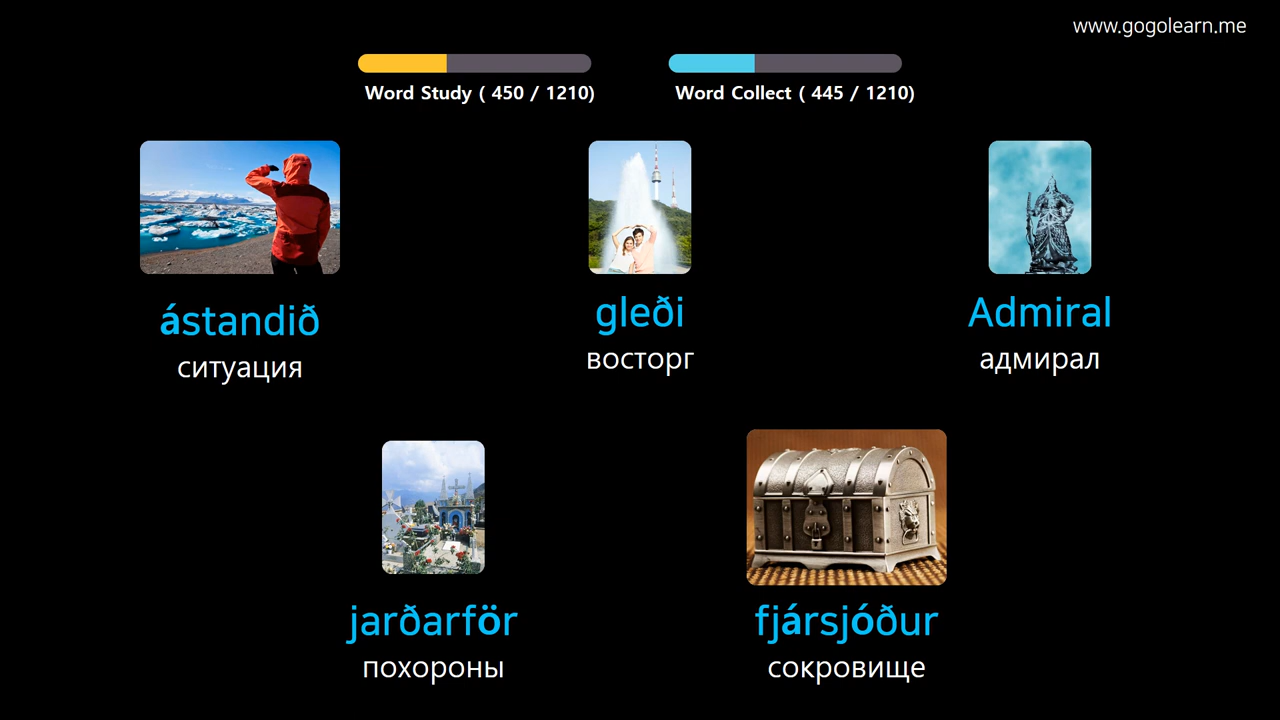 www.gogolearn.me
Word Study ( 450 / 1210)
Word Collect ( 445 / 1210)
ástandið
ситуация
gleði
восторг
Admiral
адмирал
jarðarför
похороны
fjársjóður
сокровище